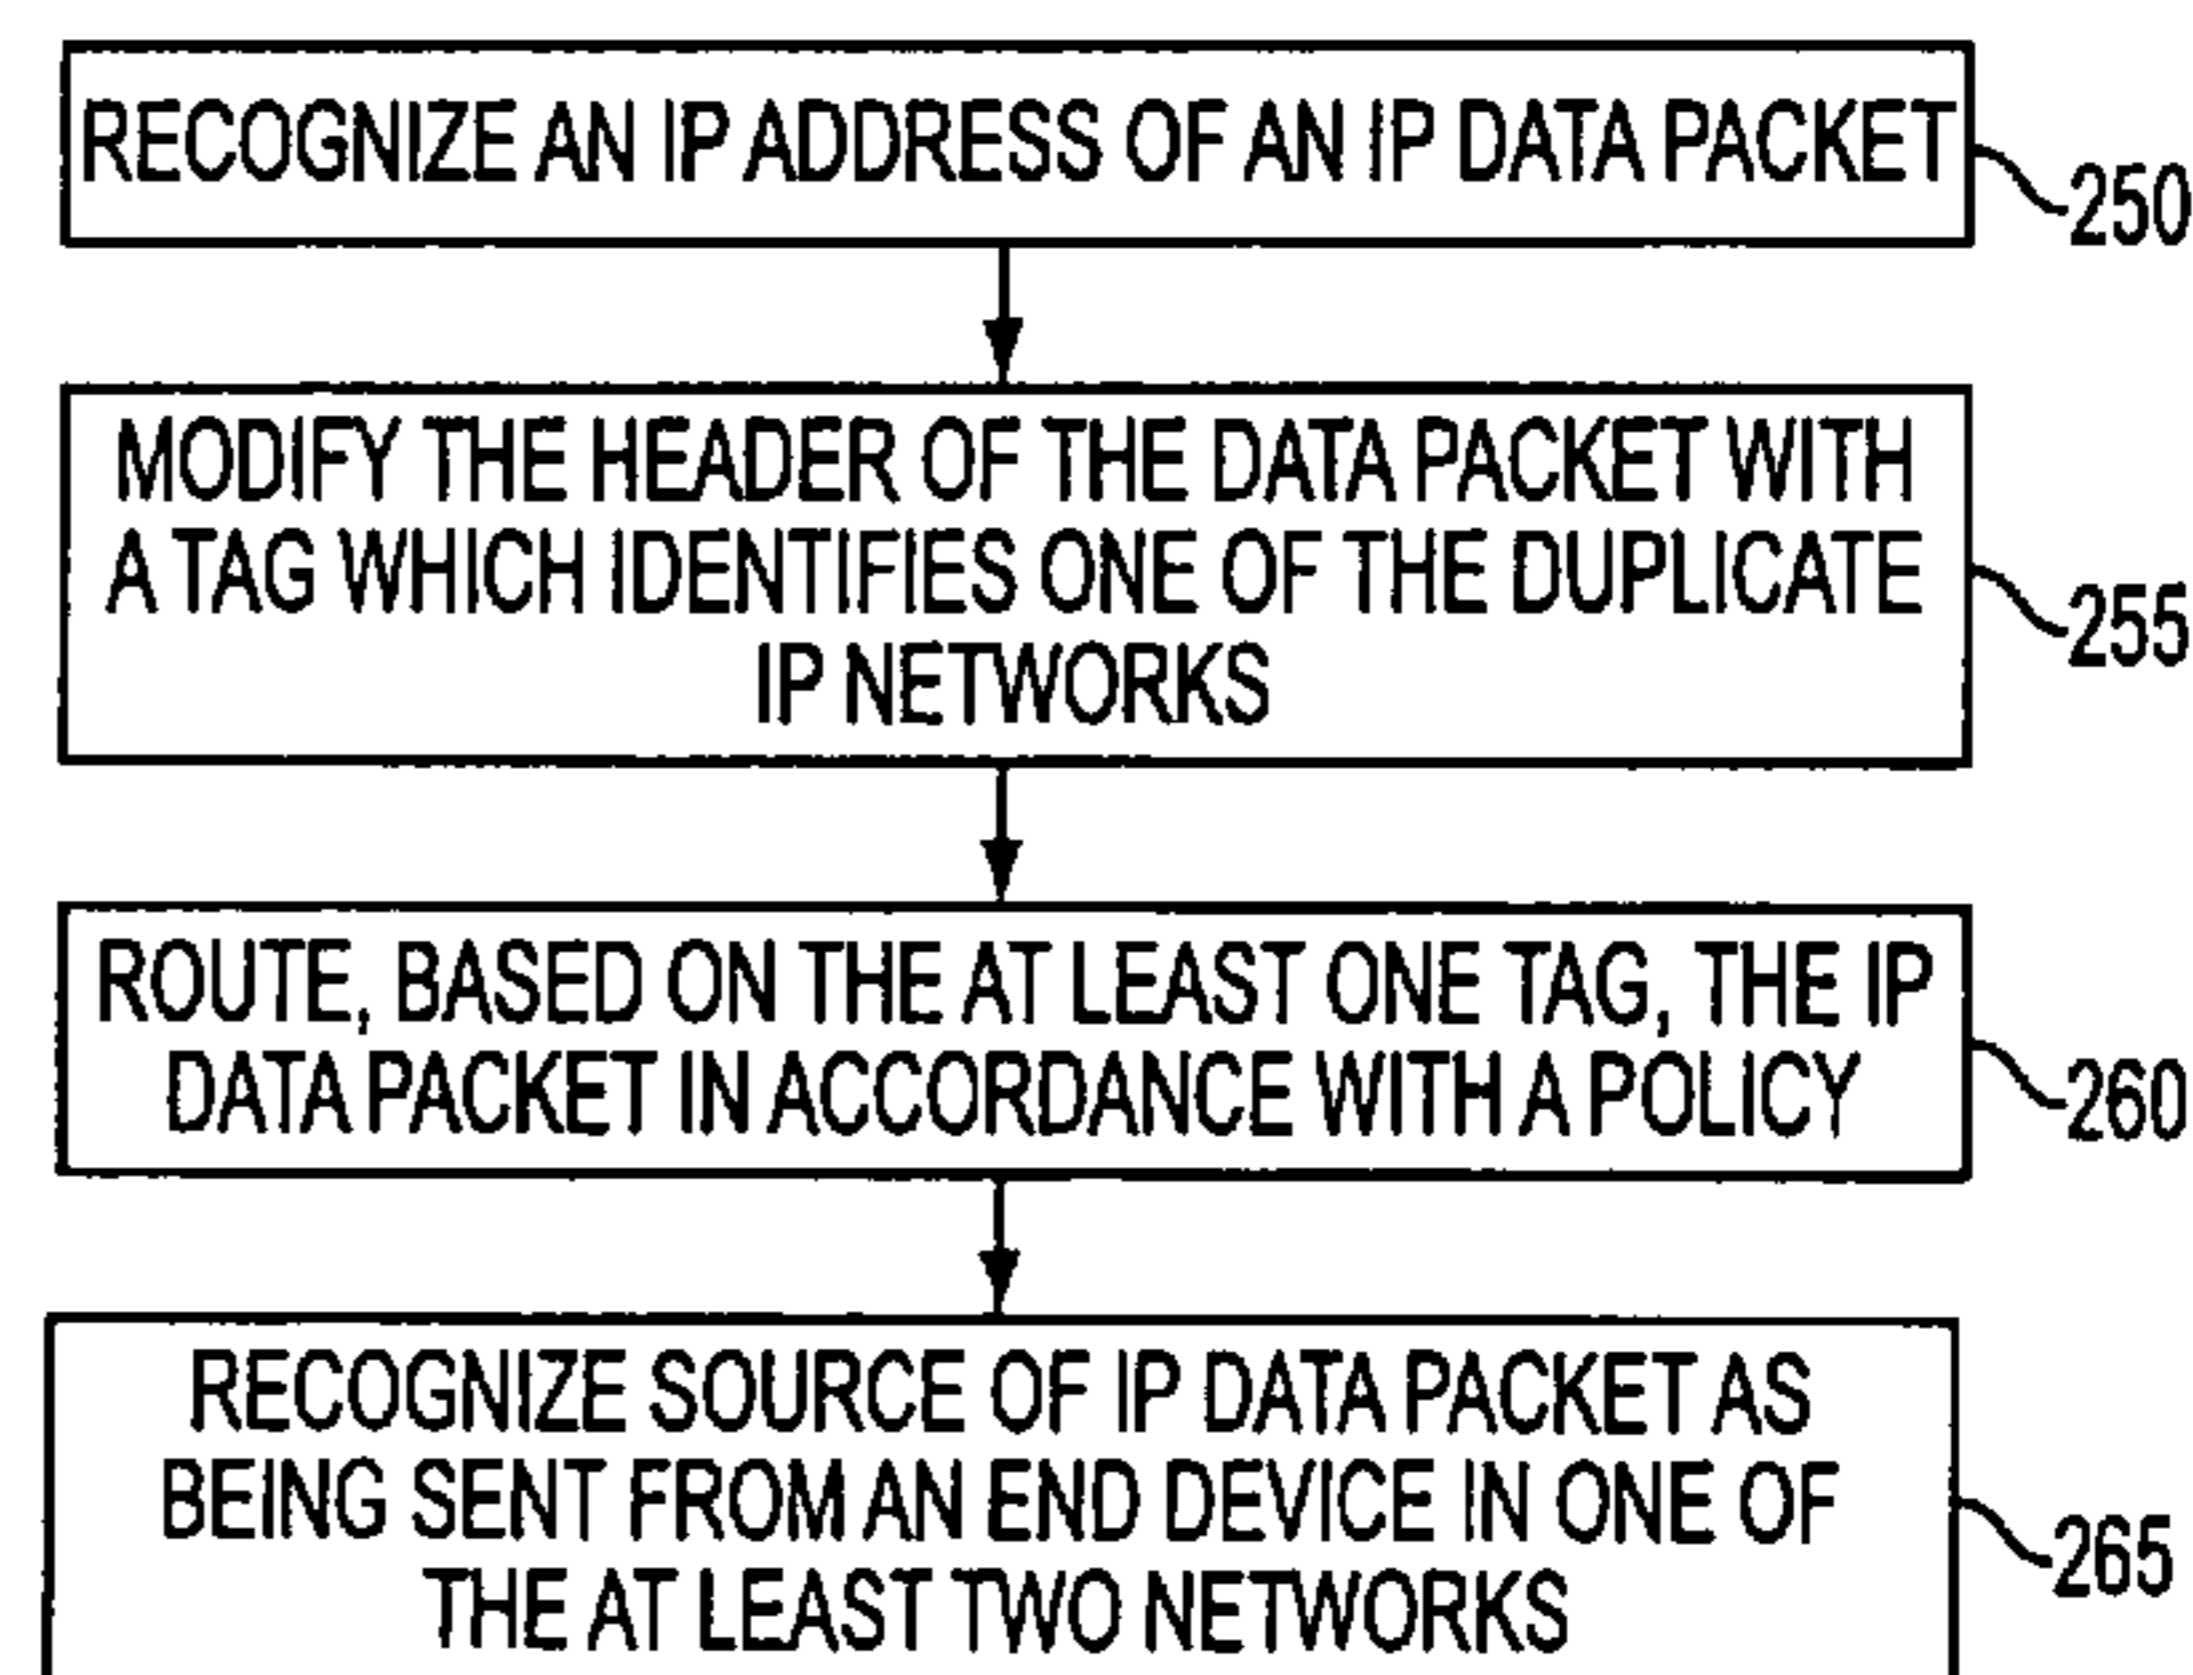 RECOGNIZE AN IP ADDRESS OF AN IP DATA PACKET
250
MODIFY THE HEADER OF THE DATA PACKET WITH
A TAG WHICH IDENTIFIES ONE OF THE DUPLICATE
IP NETWORKS
255
ROUTE, BASED ON THE AT LEAST ONE TAG, THE IP
DATA PACKET IN ACCORDANCE WITH A POLICY
260
RECOGNIZE SOURCE OF IP DATA PACKET AS
BEING SENT FROM AN END DEVICE IN ONE OF
THE AT LEAST TWO NETWORKS
265